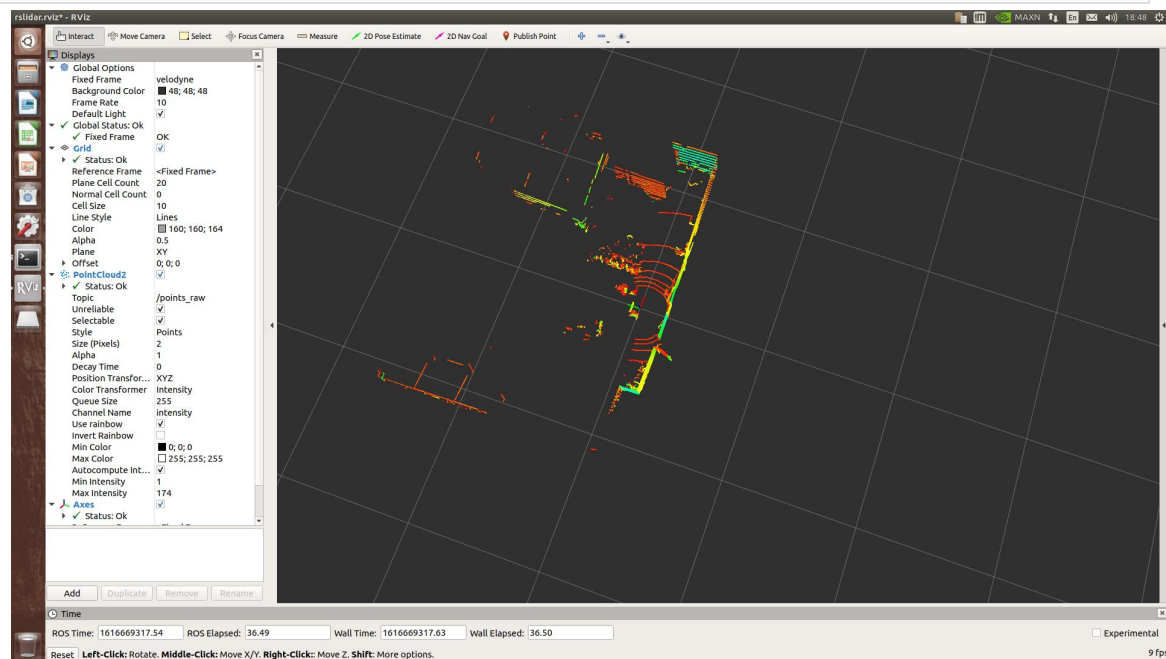 rslidar.rviz* - RViz
MAXN En 18:48
Interact Move Camera Select Focus Camera Measure 2D Pose Estimate 2D Nav Goal Publish Point
Displays
Global Options
Fixed Frame velodyne
Background Color 48; 48; 48
Frame Rate 10
Default Light
Global Status: Ok
Fixed Frame OK
Grid
Status: Ok
Reference Frame <Fixed Frame>
Plane Cell Count 20
Normal Cell Count 0
Cell Size 10
Line Style Lines
Color 160; 160; 164
Alpha 0.5
Plane XY
Offset 0; 0; 0
PointCloud2
Status: Ok
Topic /points_raw
Unreliable
Selectable
Style Points
Size (Pixels) 2
Alpha 1
Decay Time 0
Position Transfor... XYZ
Color Transformer Intensity
Queue Size 255
Channel Name intensity
Use rainbow
Invert Rainbow
Min Color 0; 0; 0
Max Color 255; 255; 255
Autocompute Int...
Min Intensity 1
Max Intensity 174
Axes
Status: Ok
RViz
Add Duplicate Remove Rename
Time
ROS Time: 1616669317.54 ROS Elapsed: 36.49 Wall Time: 1616669317.63 Wall Elapsed: 36.50 Experimental
Reset Left-Click: Rotate. Middle-Click: Move X/Y. Right-Click:: Move Z. Shift: More options. 9 fps